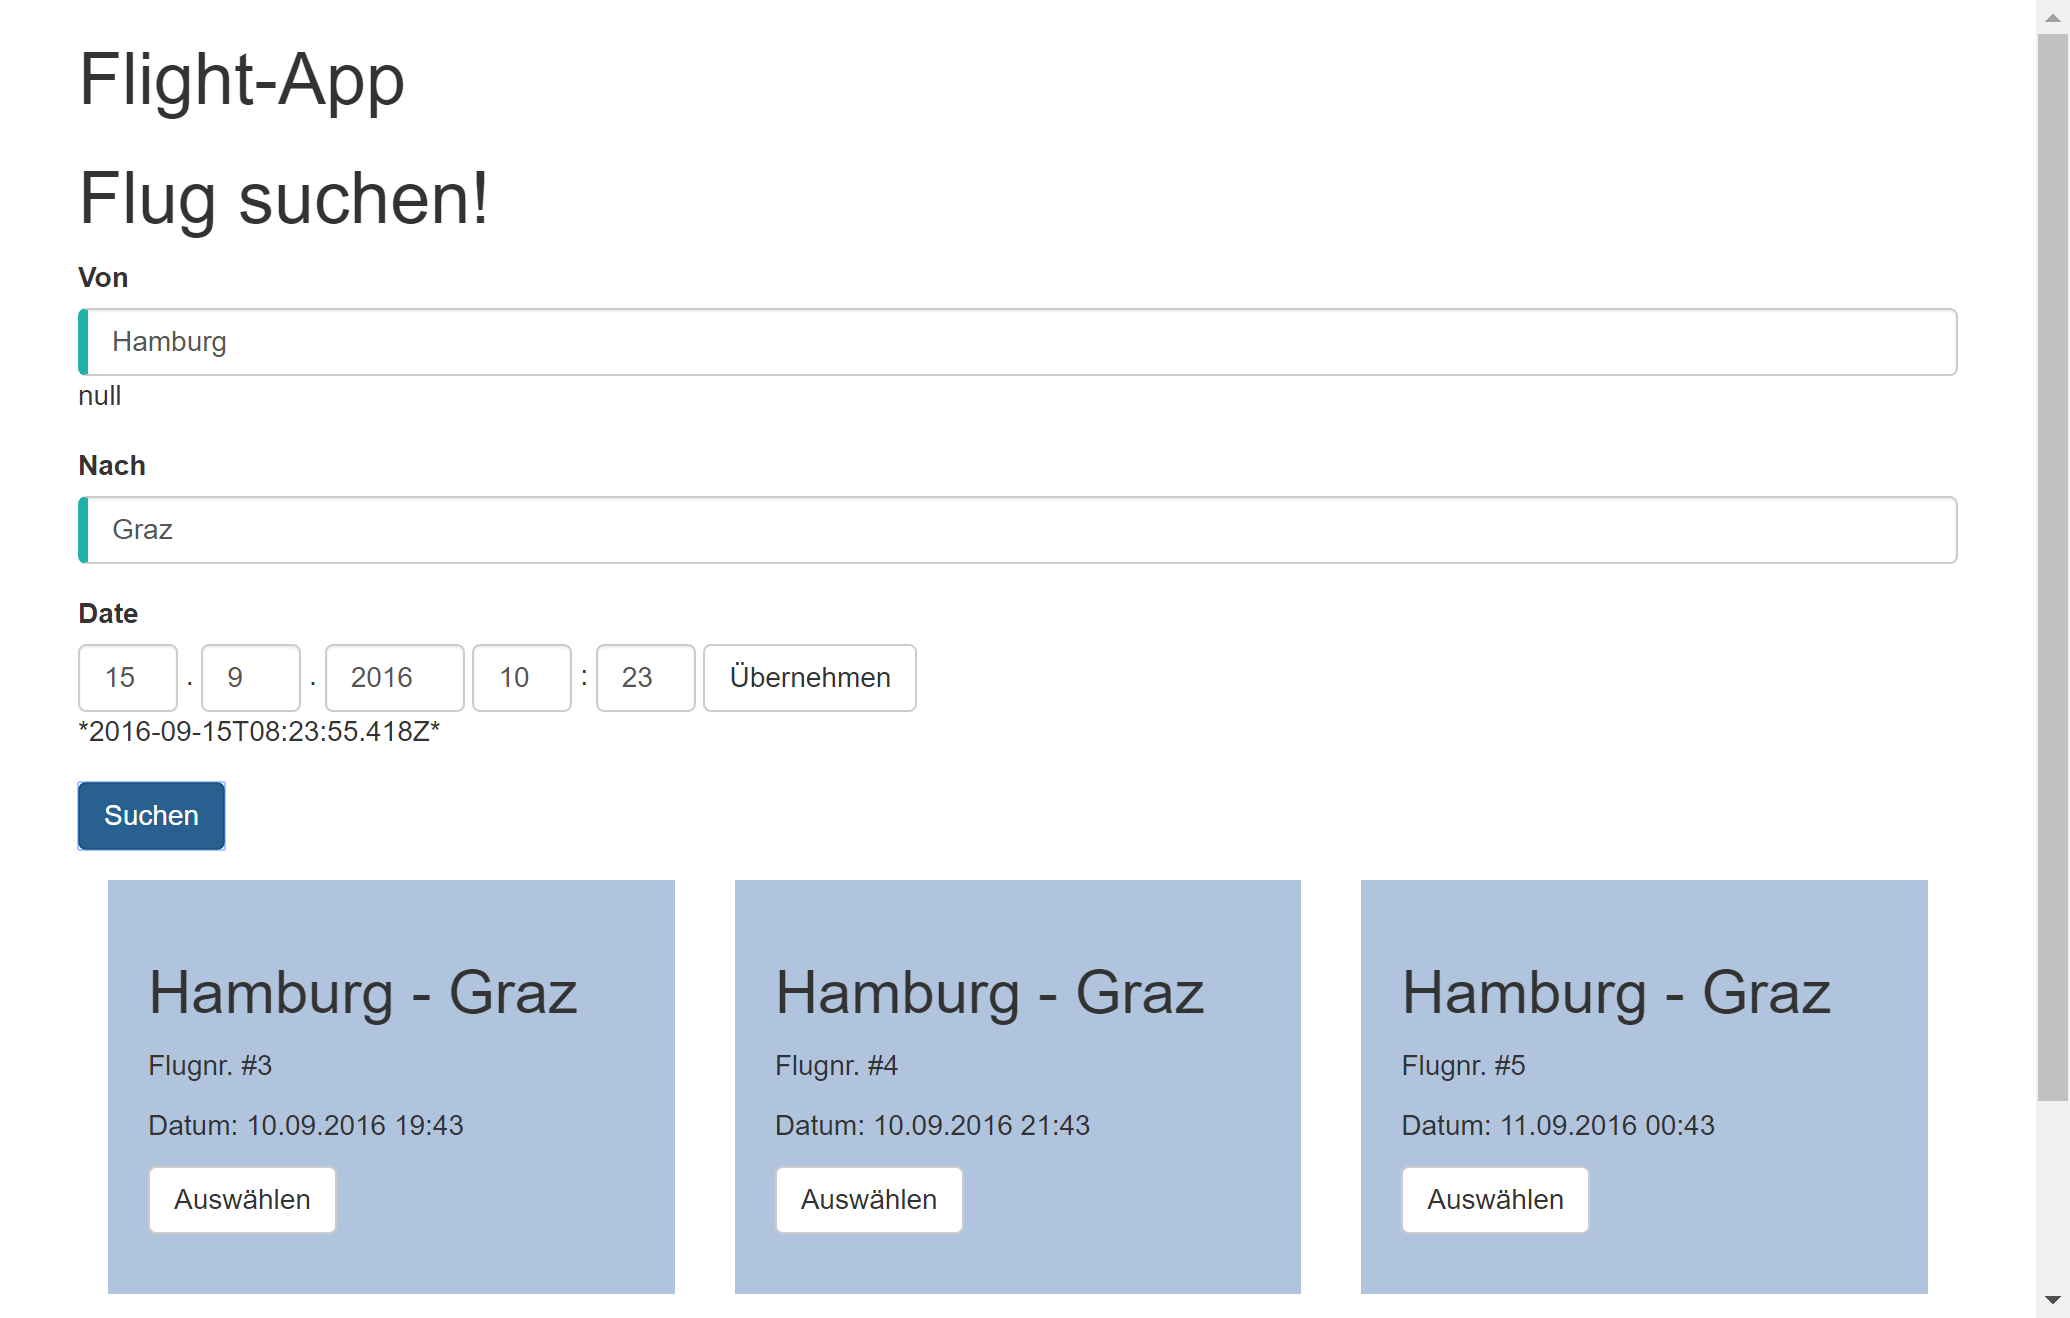 Flight-App
Flug suchen!
Von
Hamburg
null
Nach
Graz
Date
15 . 9 . 2016 10 : 23 Übernehmen
*2016-09-15T08:23:55.418Z*
Suchen
Hamburg - Graz
Flugnr. #3
Datum: 10.09.2016 19:43
Auswählen
Hamburg - Graz
Flugnr. #4
Datum: 10.09.2016 21:43
Auswählen
Hamburg - Graz
Flugnr. #5
Datum: 11.09.2016 00:43
Auswählen